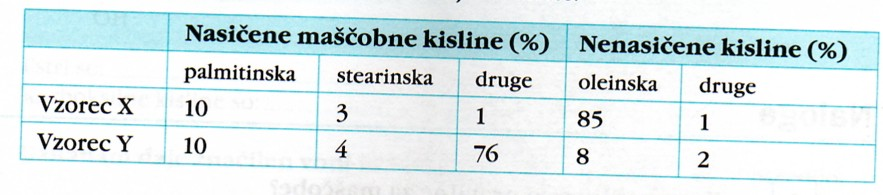 Nasičene maščobne kisline (%) Nenasičene kisline (%)
palmitinska stearinska druge oleinska druge
Vzorec X 10 3 1 85 1
Vzorec Y 10 4 76 8 2